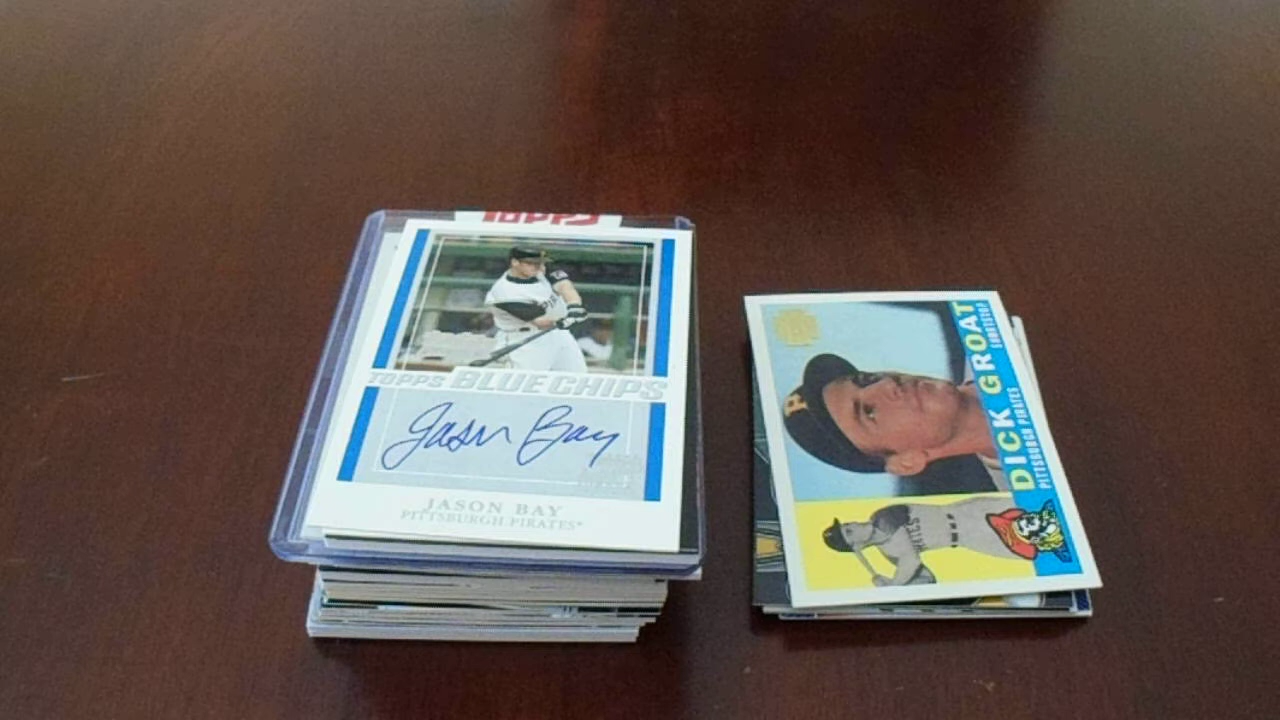 topps
TOPPS BLUE CHIPS
Jason Bay
JASON BAY
PITTSBURGH PIRATES*
DICK GROAT
PITTSBURGH PIRATES SHORTSTOP
P